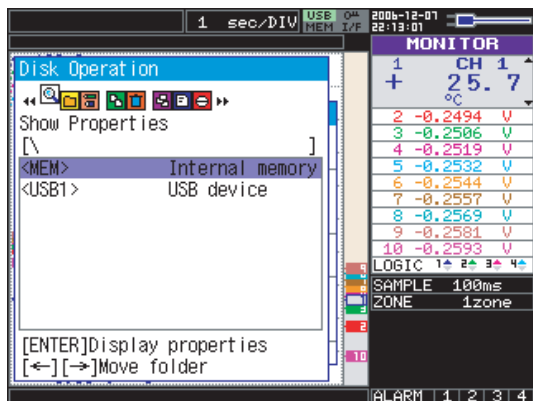 1 sec/DIV USB MEM I/F 2006-12-01 22:13:01
MONITOR
1 CH 1
+ 25. 7
°C
Disk Operation
Show Properties
[\ ]
<MEM> Internal memory
<USB1> USB device
[ENTER]Display properties
[←][→]Move folder
2 -0.2494 V
3 -0.2506 V
4 -0.2519 V
5 -0.2532 V
6 -0.2544 V
7 -0.2557 V
8 -0.2569 V
9 -0.2581 V
10 -0.2593 V
LOGIC 1 2 3 4
SAMPLE 100ms
ZONE 1zone
2
10
ALARM 1 2 3 4